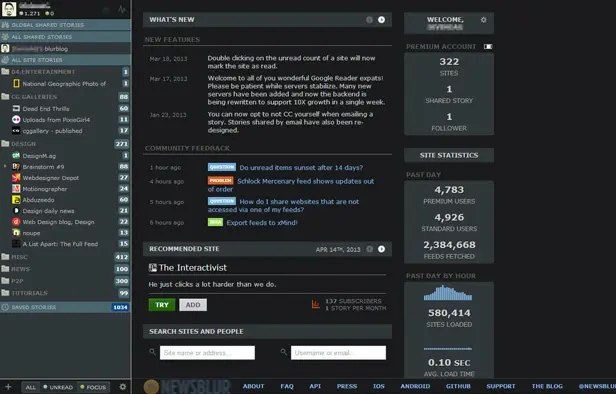 1,271 0
GLOBAL SHARED STORIES
ALL SHARED STORIES
blurblog
ALL SITE STORIES
D4.ENTERTAINMENT 1
National Geographic Photo of 1
CG GALLERIES 88
Dead End Thrills 60
Uploads from PixieGirl4 11
cggallery - published 17
DESIGN 271
DesignM.ag 1
Brainstorm #9 88
Webdesigner Depot 27
Motionographer 24
Abduzeedo 60
Design daily news 21
Web Design blog, Design 22
noupe 13
A List Apart: The Full Feed 15
MISC 412
NEWS 100
P2P 300
TUTORIALS 99
SAVED STORIES 1034
ALL UNREAD FOCUS
WHAT'S NEW
NEW FEATURES
Mar 18, 2013 Double clicking on the unread count of a site will now
mark the site as read.
Mar 17, 2013 Welcome to all of you wonderful Google Reader expats!
Please be patient while servers stabilize. Many new
servers have been added and now the backend is
being rewritten to support 10X growth in a single week.
Jan 23, 2013 You can now opt to not CC yourself when emailing a
story. Stories shared by email have also been re-
designed.
COMMUNITY FEEDBACK
1 hour ago QUESTION Do unread items sunset after 14 days?
4 hours ago PROBLEM Schlock Mercenary feed shows updates out
of order
5 hours ago QUESTION How do I share websites that are not
accessed via one of my feeds?
6 hours ago IDEA Export feeds to xMind!
RECOMMENDED SITE APR 14TH, 2013
The Interactivist
He just clicks a lot harder than we do.
TRY ADD 137 SUBSCRIBERS
1 STORY PER MONTH
SEARCH SITES AND PEOPLE
Site name or address... Username or email...
WELCOME,
PREMIUM ACCOUNT
322
SITES
1
SHARED STORY
1
FOLLOWER
SITE STATISTICS
PAST DAY
4,783
PREMIUM USERS
4,926
STANDARD USERS
2,384,668
FEEDS FETCHED
PAST DAY BY HOUR
580,414
SITES LOADED
0.10 SEC
AVG. LOAD TIME
NEWSBLUR ABOUT FAQ API PRESS IOS ANDROID GITHUB SUPPORT THE BLOG @NEWSBLUR